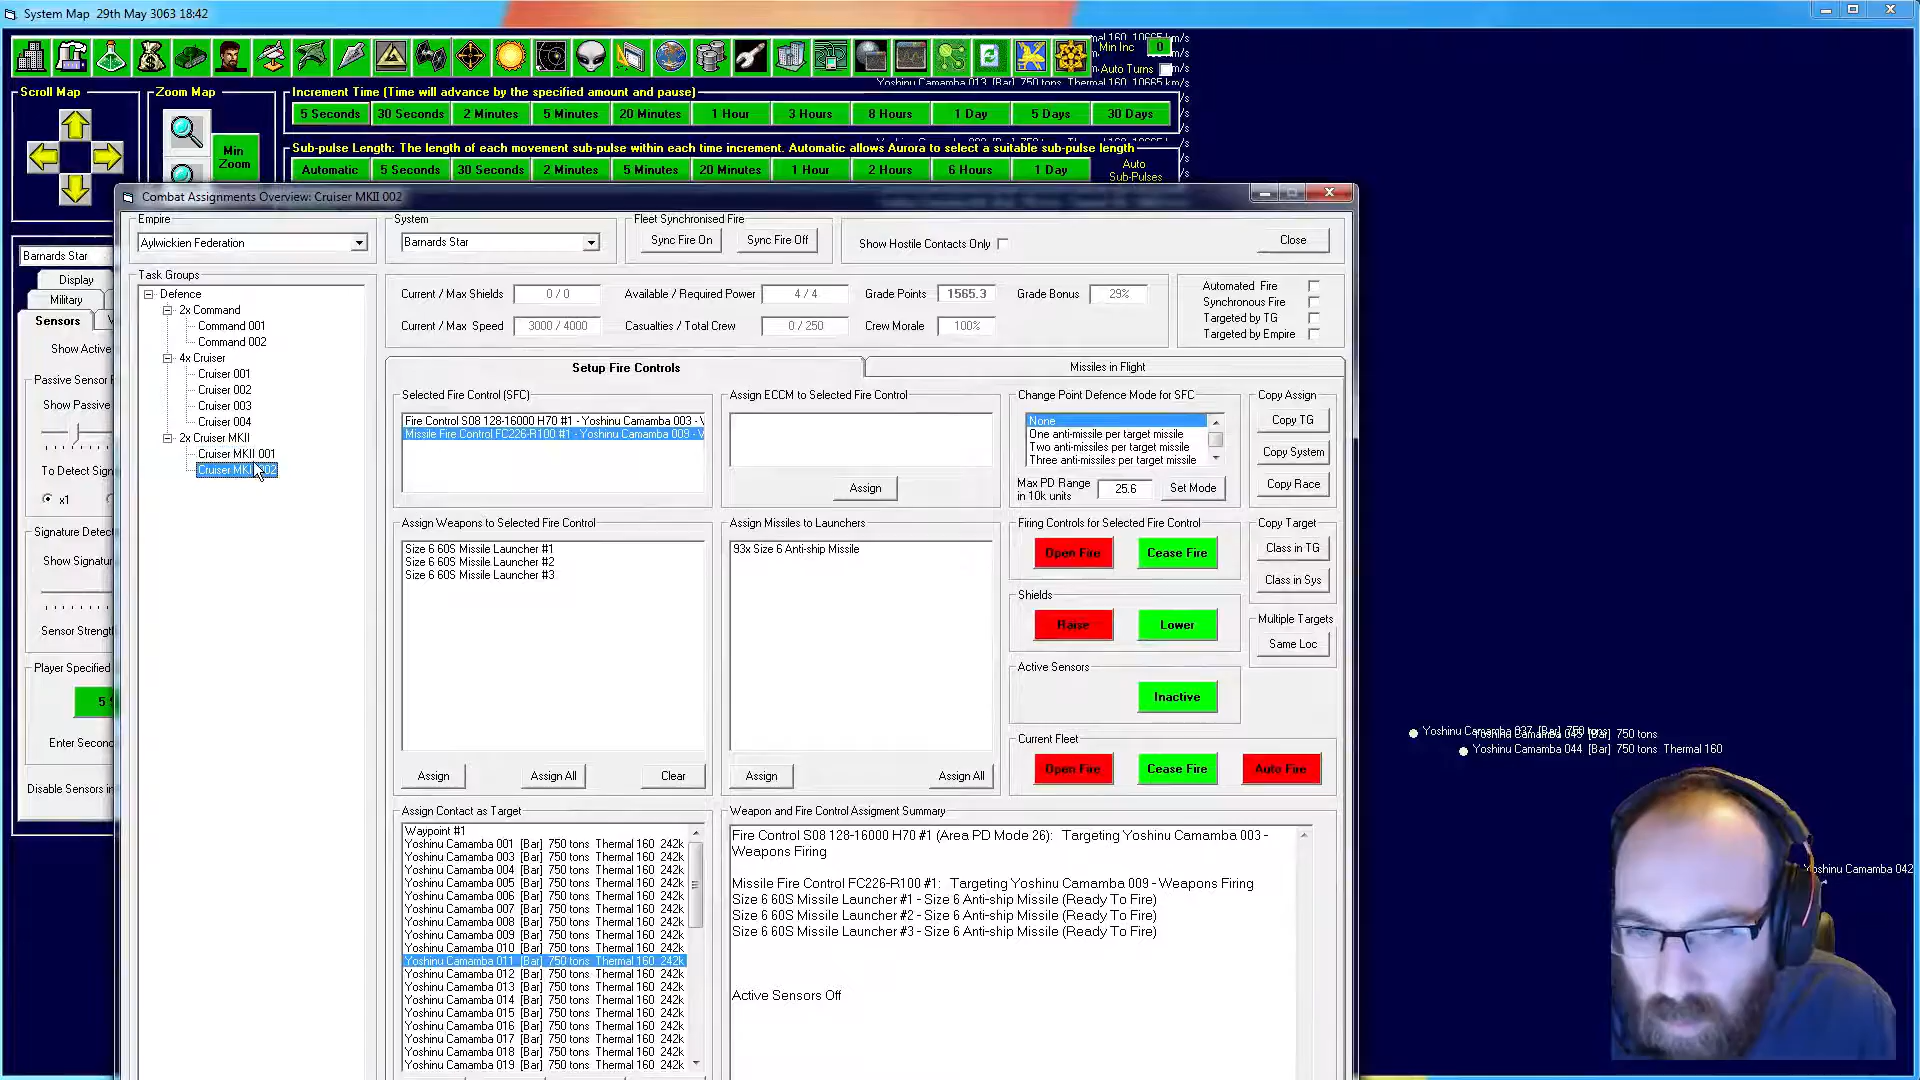 System Map  29th May 3063 18:42
Min Inc
0
Auto Turns
Scroll Map
Zoom Map
Min Zoom
Increment Time (Time will advance by the specified amount and pause)
5 Seconds
30 Seconds
2 Minutes
5 Minutes
20 Minutes
1 Hour
3 Hours
8 Hours
1 Day
5 Days
30 Days
Sub-pulse Length: The length of each movement sub-pulse within each time increment. Automatic allows Aurora to select a suitable sub-pulse length
Automatic
5 Seconds
30 Seconds
2 Minutes
5 Minutes
20 Minutes
1 Hour
2 Hours
6 Hours
1 Day
Auto Sub-Pulses
Combat Assignments Overview: Cruiser MKII 002
Empire
Aylwickien Federation
System
Barnards Star
Fleet Synchronised Fire
Sync Fire On
Sync Fire Off
Show Hostile Contacts Only
Close
Barnards Star
Display
Military
Sensors
Show Active
Show Passive
x1
Sensor Strength
Player Specified
5
Task Groups
Defence
2x Command
Command 001
Command 002
4x Cruiser
Cruiser 001
Cruiser 002
Cruiser 003
Cruiser 004
2x Cruiser MKII
Cruiser MKII 001
Current / Max Shields
0 / 0
Available / Required Power
4 / 4
Grade Points
1565.3
Grade Bonus
29%
Current / Max Speed
3000 / 4000
Casualties / Total Crew
0 / 250
Crew Morale
100%
Automated Fire
Synchronous Fire
Targeted by TG
Targeted by Empire
Setup Fire Controls
Missiles in Flight
Selected Fire Control (SFC)
Fire Control S08 128-16000 H70 #1 - Yoshinu Camamba 003 -
Missile Fire Control FC226-R100 #1 - Yoshinu Camamba 009 -
Assign ECCM to Selected Fire Control
Assign
Change Point Defence Mode for SFC
None
One anti-missile per target missile
Two anti-missiles per target missile
Three anti-missiles per target missile
Max PD Range in 10k units
25.6
Set Mode
Copy Assign
Copy TG
Copy System
Copy Race
Assign Weapons to Selected Fire Control
Size 6 60S Missile Launcher #1
Size 6 60S Missile Launcher #2
Size 6 60S Missile Launcher #3
Assign
Assign All
Clear
Assign Missiles to Launchers
93x Size 6 Anti-ship Missile
Assign
Assign All
Firing Controls for Selected Fire Control
Open Fire
Cease Fire
Copy Target
Class in TG
Class in Sys
Shields
Raise
Lower
Multiple Targets
Same Loc
Active Sensors
Inactive
Current Fleet
Open Fire
Cease Fire
Auto Fire
Assign Contact as Target
Waypoint #1
Yoshinu Camamba 001  [Bar]  750 tons  Thermal 160  242k
Yoshinu Camamba 003  [Bar]  750 tons  Thermal 160  242k
Yoshinu Camamba 004  [Bar]  750 tons  Thermal 160  242k
Yoshinu Camamba 005  [Bar]  750 tons  Thermal 160  242k
Yoshinu Camamba 006  [Bar]  750 tons  Thermal 160  242k
Yoshinu Camamba 007  [Bar]  750 tons  Thermal 160  242k
Yoshinu Camamba 008  [Bar]  750 tons  Thermal 160  242k
Yoshinu Camamba 009  [Bar]  750 tons  Thermal 160  242k
Yoshinu Camamba 010  [Bar]  750 tons  Thermal 160  242k
Yoshinu Camamba 011  [Bar]  750 tons  Thermal 160  242k
Yoshinu Camamba 012  [Bar]  750 tons  Thermal 160  242k
Yoshinu Camamba 013  [Bar]  750 tons  Thermal 160  242k
Yoshinu Camamba 014  [Bar]  750 tons  Thermal 160  242k
Yoshinu Camamba 015  [Bar]  750 tons  Thermal 160  242k
Yoshinu Camamba 016  [Bar]  750 tons  Thermal 160  242k
Yoshinu Camamba 017  [Bar]  750 tons  Thermal 160  242k
Yoshinu Camamba 018  [Bar]  750 tons  Thermal 160  242k
Yoshinu Camamba 019  [Bar]  750 tons  Thermal 160  242k
Weapon and Fire Control Assigment Summary
Fire Control S08 128-16000 H70 #1 (Area PD Mode 26):  Targeting Yoshinu Camamba 003 -
Weapons Firing
Missile Fire Control FC226-R100 #1:  Targeting Yoshinu Camamba 009 - Weapons Firing
Size 6 60S Missile Launcher #1 - Size 6 Anti-ship Missile (Ready To Fire)
Size 6 60S Missile Launcher #2 - Size 6 Anti-ship Missile (Ready To Fire)
Size 6 60S Missile Launcher #3 - Size 6 Anti-ship Missile (Ready To Fire)
Active Sensors Off
Yoshinu Camamba 044  [Bar]  750 tons  Thermal 160
Yoshinu Camamba 042